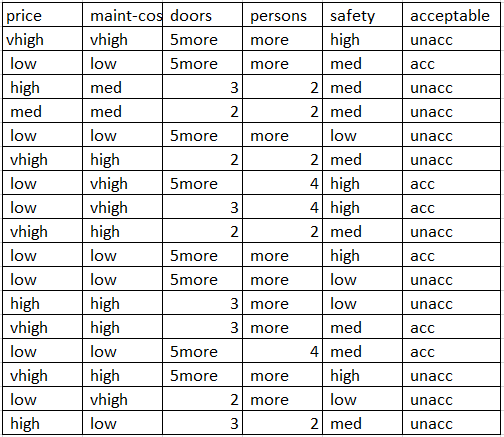 price maint-cos doors persons safety acceptable
vhigh vhigh 5more more high unacc
low low 5more more med acc
high med 3 2 med unacc
med med 2 2 med unacc
low low 5more more low unacc
vhigh high 2 2 med unacc
low vhigh 5more 4 high acc
low vhigh 3 4 high acc
vhigh high 2 2 med unacc
low low 5more more high acc
low low 5more more low unacc
high high 3 more low unacc
vhigh high 3 more med acc
low low 5more 4 med acc
vhigh high 5more more high unacc
low vhigh 2 more low unacc
high low 3 2 med unacc